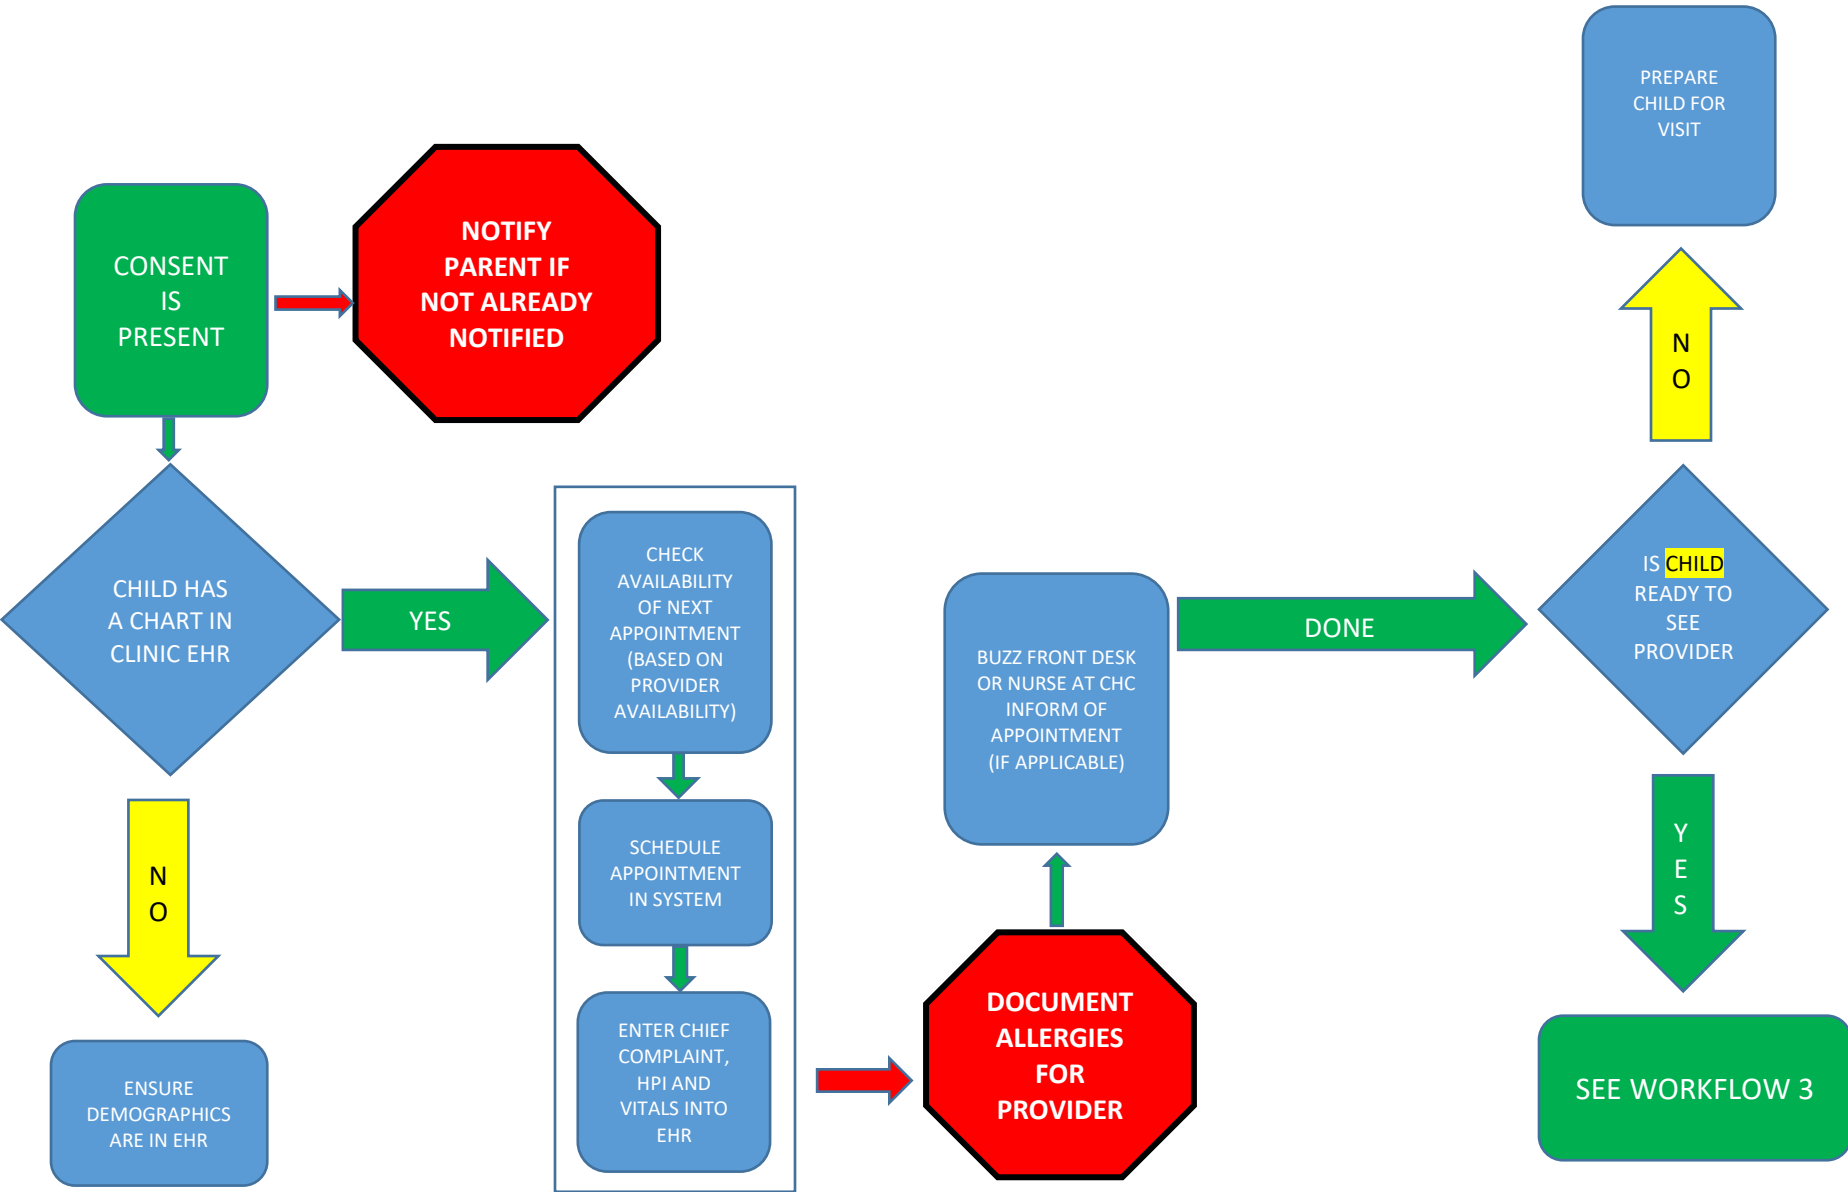 CONSENT
IS
PRESENT
NOTIFY
PARENT IF
NOT ALREADY
NOTIFIED
CHILD HAS
A CHART IN
CLINIC EHR
YES
N
O
ENSURE
DEMOGRAPHICS
ARE IN EHR
CHECK
AVAILABILITY
OF NEXT
APPOINTMENT
(BASED ON
PROVIDER
AVAILABILITY)
SCHEDULE
APPOINTMENT
IN SYSTEM
ENTER CHIEF
COMPLAINT,
HPI AND
VITALS INTO
EHR
DOCUMENT
ALLERGIES
FOR
PROVIDER
BUZZ FRONT DESK
OR NURSE AT CHC
INFORM OF
APPOINTMENT
(IF APPLICABLE)
DONE
IS CHILD
READY TO
SEE
PROVIDER
N
O
PREPARE
CHILD FOR
VISIT
Y
E
S
SEE WORKFLOW 3